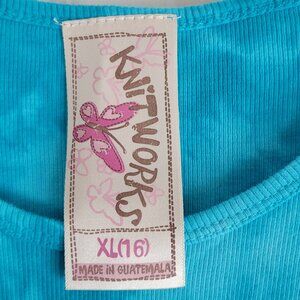 KNITWORKS
XL(16)
MADE IN GUATEMALA